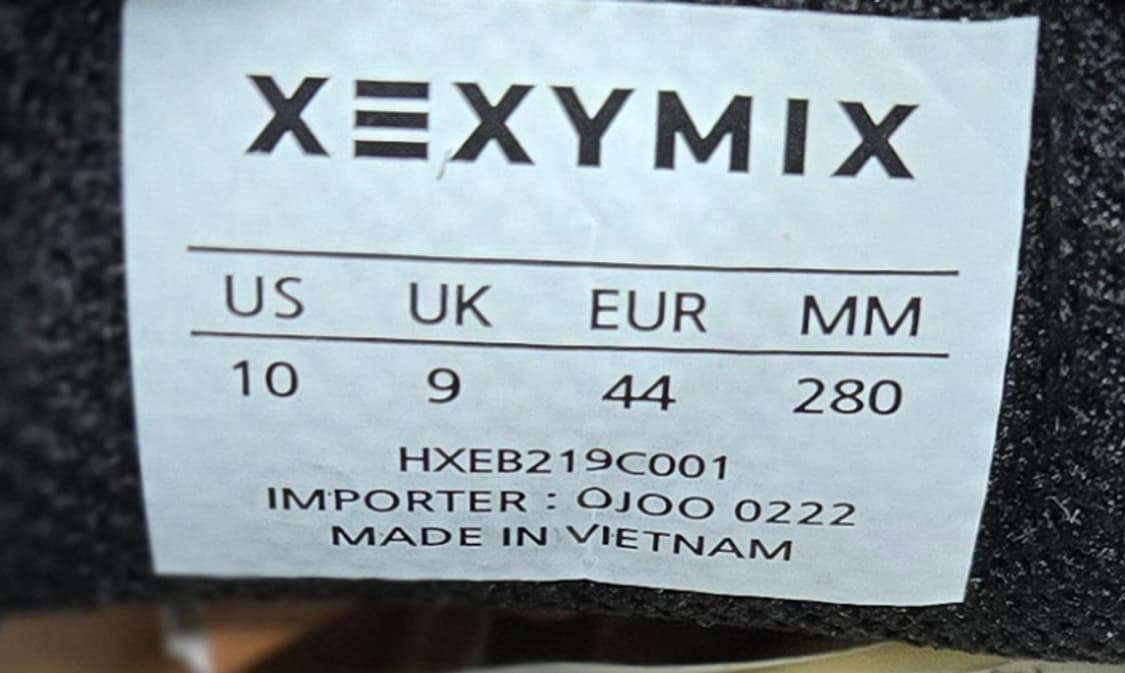 XEXYMIX
US UK EUR MM
10 9 44 280
HXEB219C001
IMPORTER : OJOO 0222
MADE IN VIETNAM